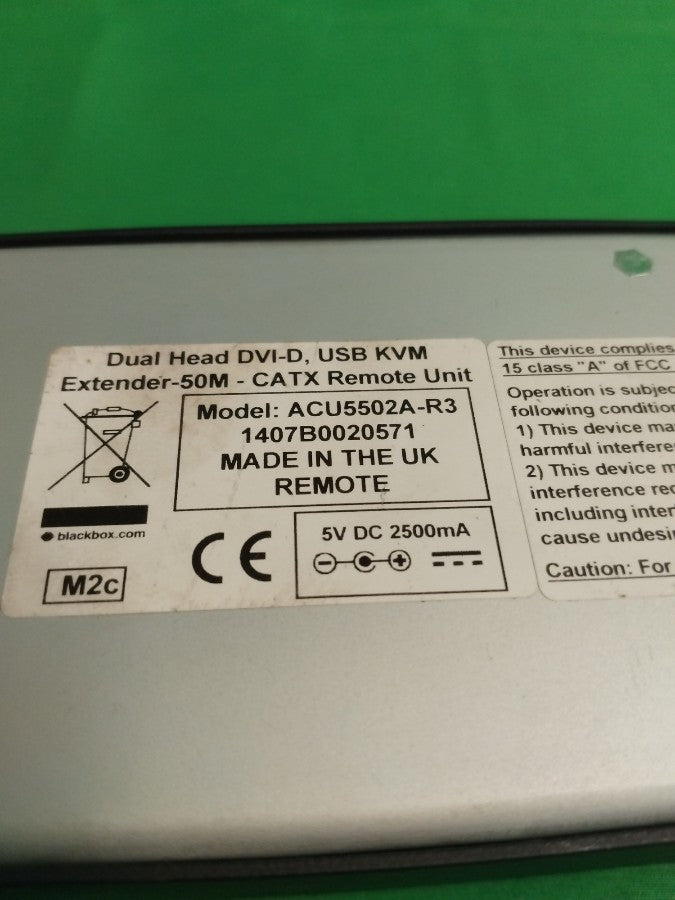 Dual Head DVI-D, USB KVM
Extender-50M - CATX Remote Unit
Model: ACU5502A-R3
1407B0020571
MADE IN THE UK
REMOTE
blackbox.com
CE
5V DC 2500mA
M2c
This device complies
15 class "A" of FCC
Operation is subjec
following condition
1) This device ma
harmful interfere
2) This device m
interference rec
including inter
cause undesi
Caution: For